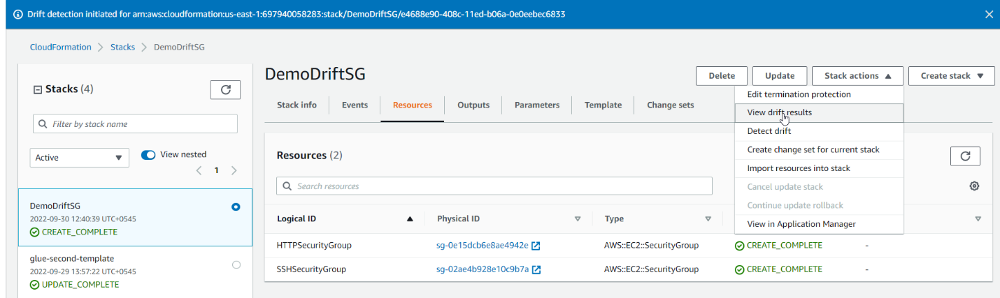 Drift detection initiated for arn:aws:cloudformation:us-east-1:697940058283:stack/DemoDriftSG/e4688e90-408c-11ed-b06a-0e0eebec6833
CloudFormation > Stacks > DemoDriftSG
Stacks (4)
Filter by stack name
Active
View nested
1
DemoDriftSG
2022-09-30 12:40:39 UTC+0545
CREATE_COMPLETE
glue-second-template
2022-09-29 13:57:22 UTC+0545
UPDATE_COMPLETE
DemoDriftSG
Delete Update Stack actions Create stack
Edit termination protection
View drift results
Detect drift
Create change set for current stack
Import resources into stack
Cancel update stack
Continue update rollback
View in Application Manager
Stack info Events Resources Outputs Parameters Template Change sets
Resources (2)
Search resources
Logical ID Physical ID Type
HTTPSecurityGroup sg-0e15dcb6e8ae4942e AWS::EC2::SecurityGroup CREATE_COMPLETE -
SSHSecurityGroup sg-02ae4b928e10c9b7a AWS::EC2::SecurityGroup CREATE_COMPLETE -